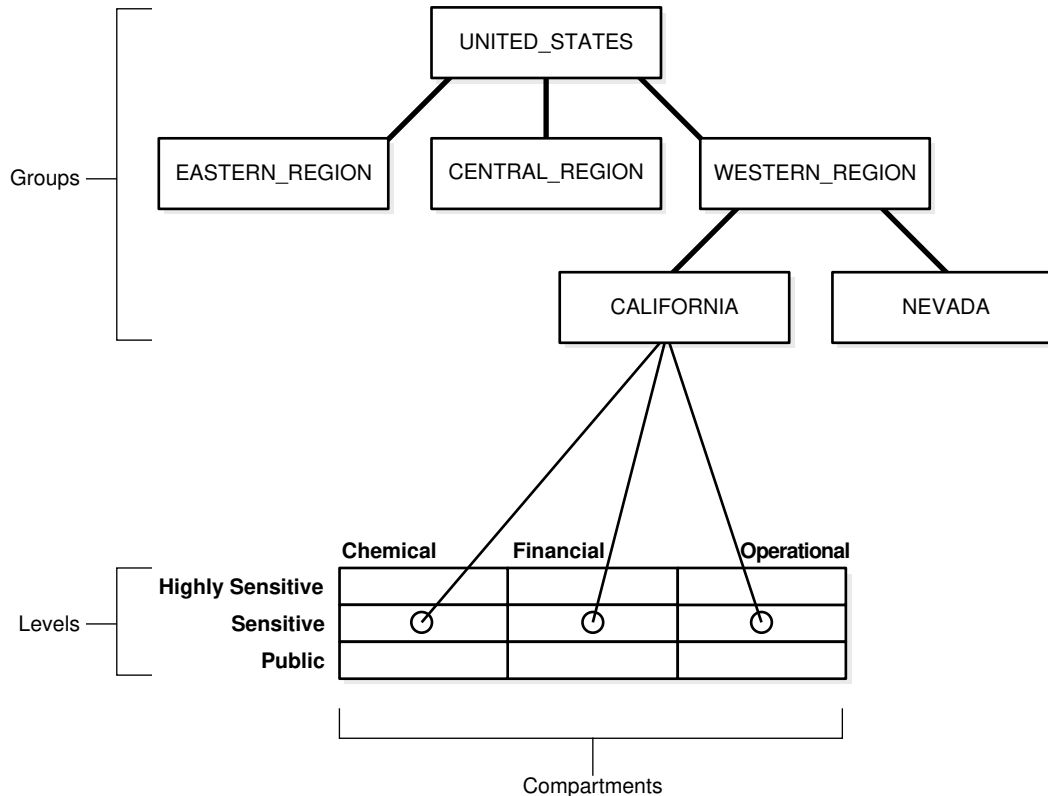 UNITED_STATES
Groups
EASTERN_REGION
CENTRAL_REGION
WESTERN_REGION
CALIFORNIA
NEVADA
Chemical
Financial
Operational
Levels
Highly Sensitive
Sensitive
Public
Compartments